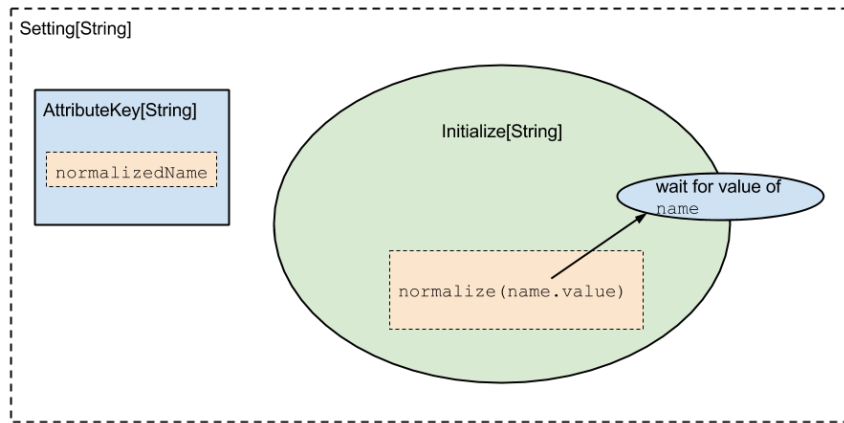 Setting[String]
AttributeKey[String]
normalizedName
Initialize[String]
wait for value of
name
normalize(name.value)